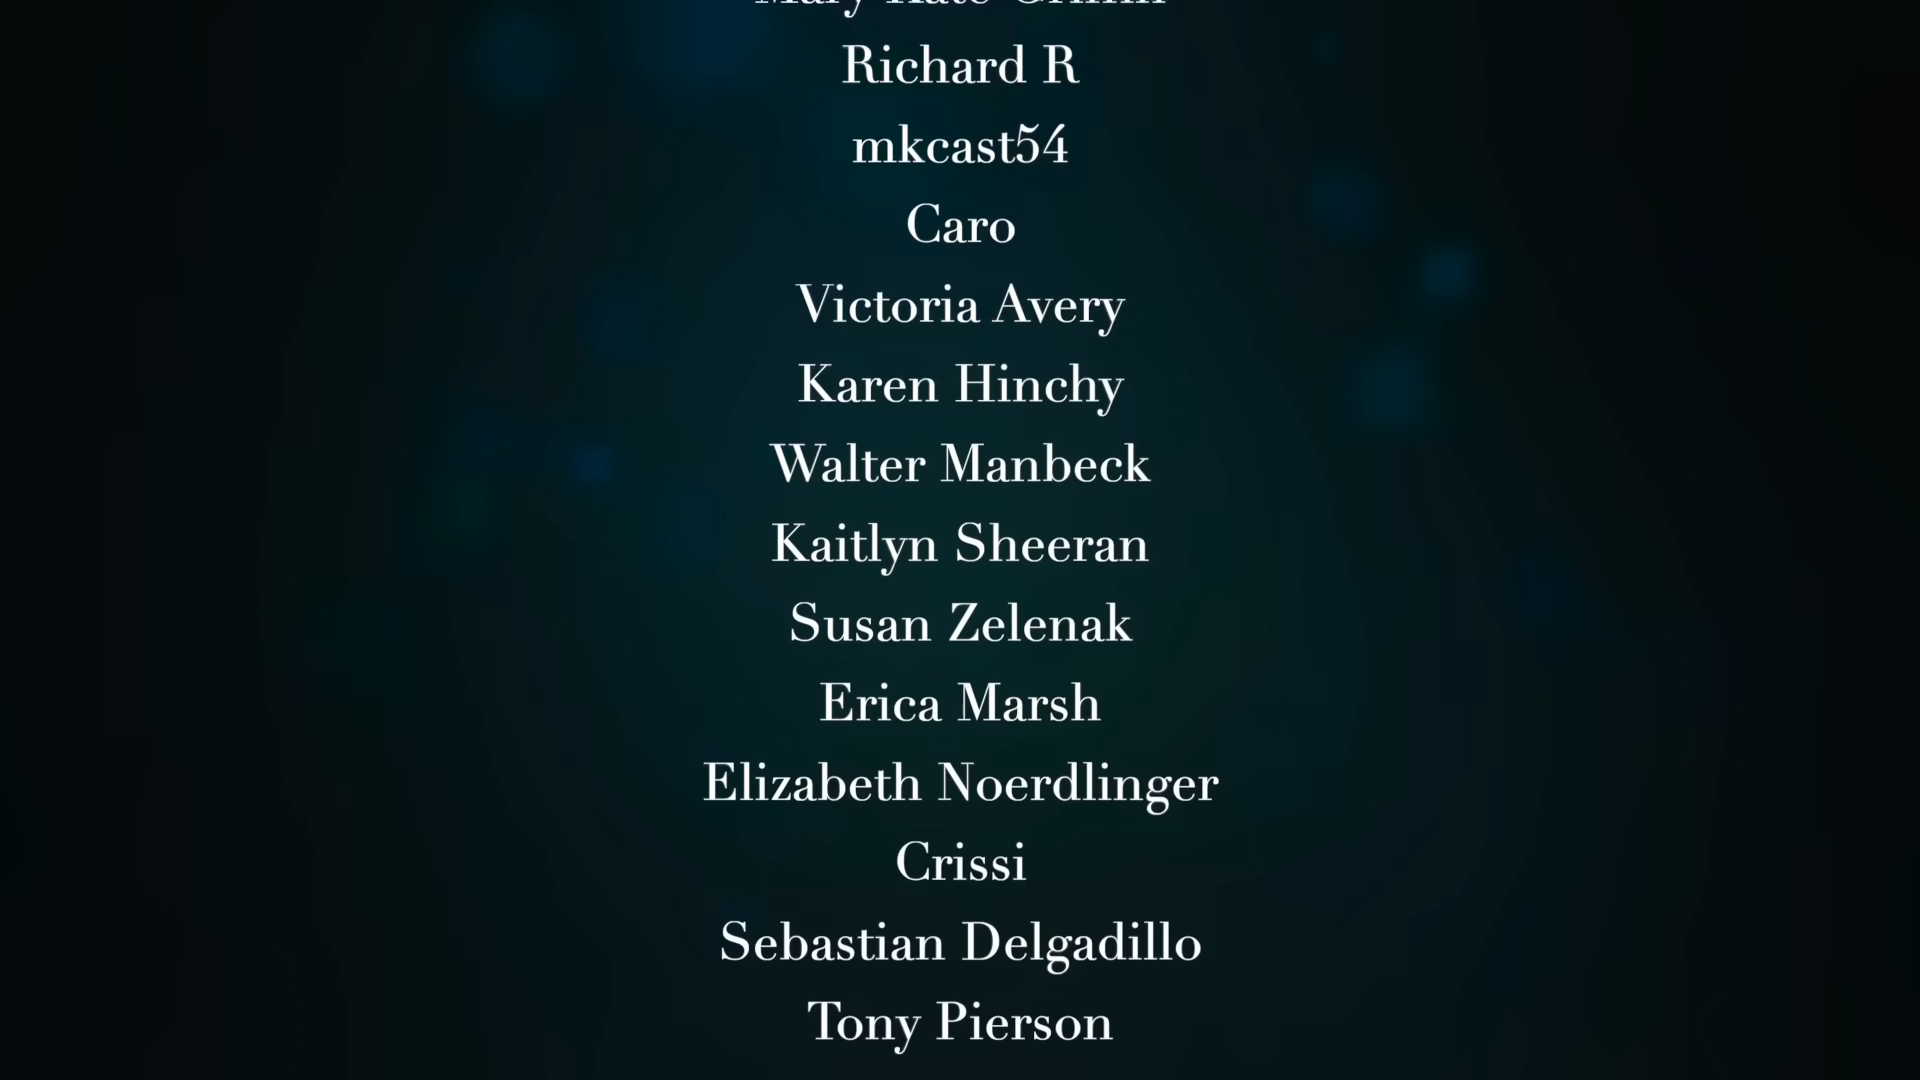 Richard R
mkcast54
Caro
Victoria Avery
Karen Hinchy
Walter Manbeck
Kaitlyn Sheeran
Susan Zelenak
Erica Marsh
Elizabeth Noerdlinger
Crissi
Sebastian Delgadillo
Tony Pierson